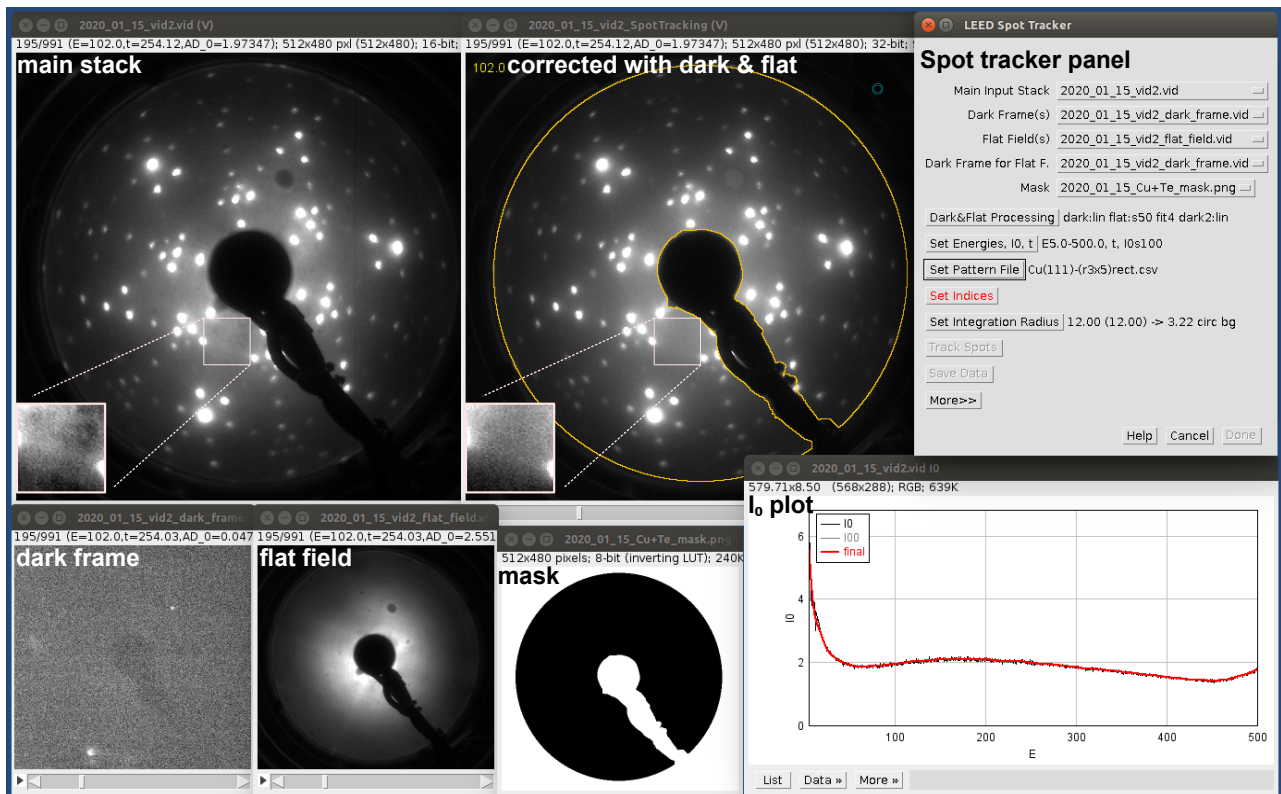 2020_01_15_vid2.vid (V)
195/991 (E=102.0,t=254.12,AD_0=1.97347); 512x480 pxl (512x480); 16-bit;
main stack
2020_01_15_vid2_SpotTracking (V)
195/991 (E=102.0,t=254.12,AD_0=1.97347); 512x480 pxl (512x480); 32-bit;
102.0
corrected with dark & flat
LEED Spot Tracker
Spot tracker panel
Main Input Stack 2020_01_15_vid2.vid
Dark Frame(s) 2020_01_15_vid2_dark_frame.vid
Flat Field(s) 2020_01_15_vid2_flat_field.vid
Dark Frame for Flat F. 2020_01_15_vid2_dark_frame.vid
Mask 2020_01_15_Cu+Te_mask.png
Dark&Flat Processing dark:lin flat:s50 fit4 dark2:lin
Set Energies, I0, t E5.0-500.0, t, I0s100
Set Pattern File Cu(111)-(r3x5)rect.csv
Set Indices
Set Integration Radius 12.00 (12.00) -> 3.22 circ bg
Track Spots
Save Data
More>>
Help Cancel Done
2020_01_15_vid2_dark_frame
195/991 (E=102.0,t=254.03,AD_0=0.047
dark frame
2020_01_15_vid2_flat_field.vi
195/991 (E=102.0,t=254.03,AD_0=2.551
flat field
2020_01_15_Cu+Te_mask.png
512x480 pixels; 8-bit (inverting LUT); 240K
mask
2020_01_15_vid2.vid I0
579.71x8.50 (568x288); RGB; 639K
I₀ plot
I0
I00
final
6
4
2
0
I0
100 200 300 400 500
E
List Data » More »